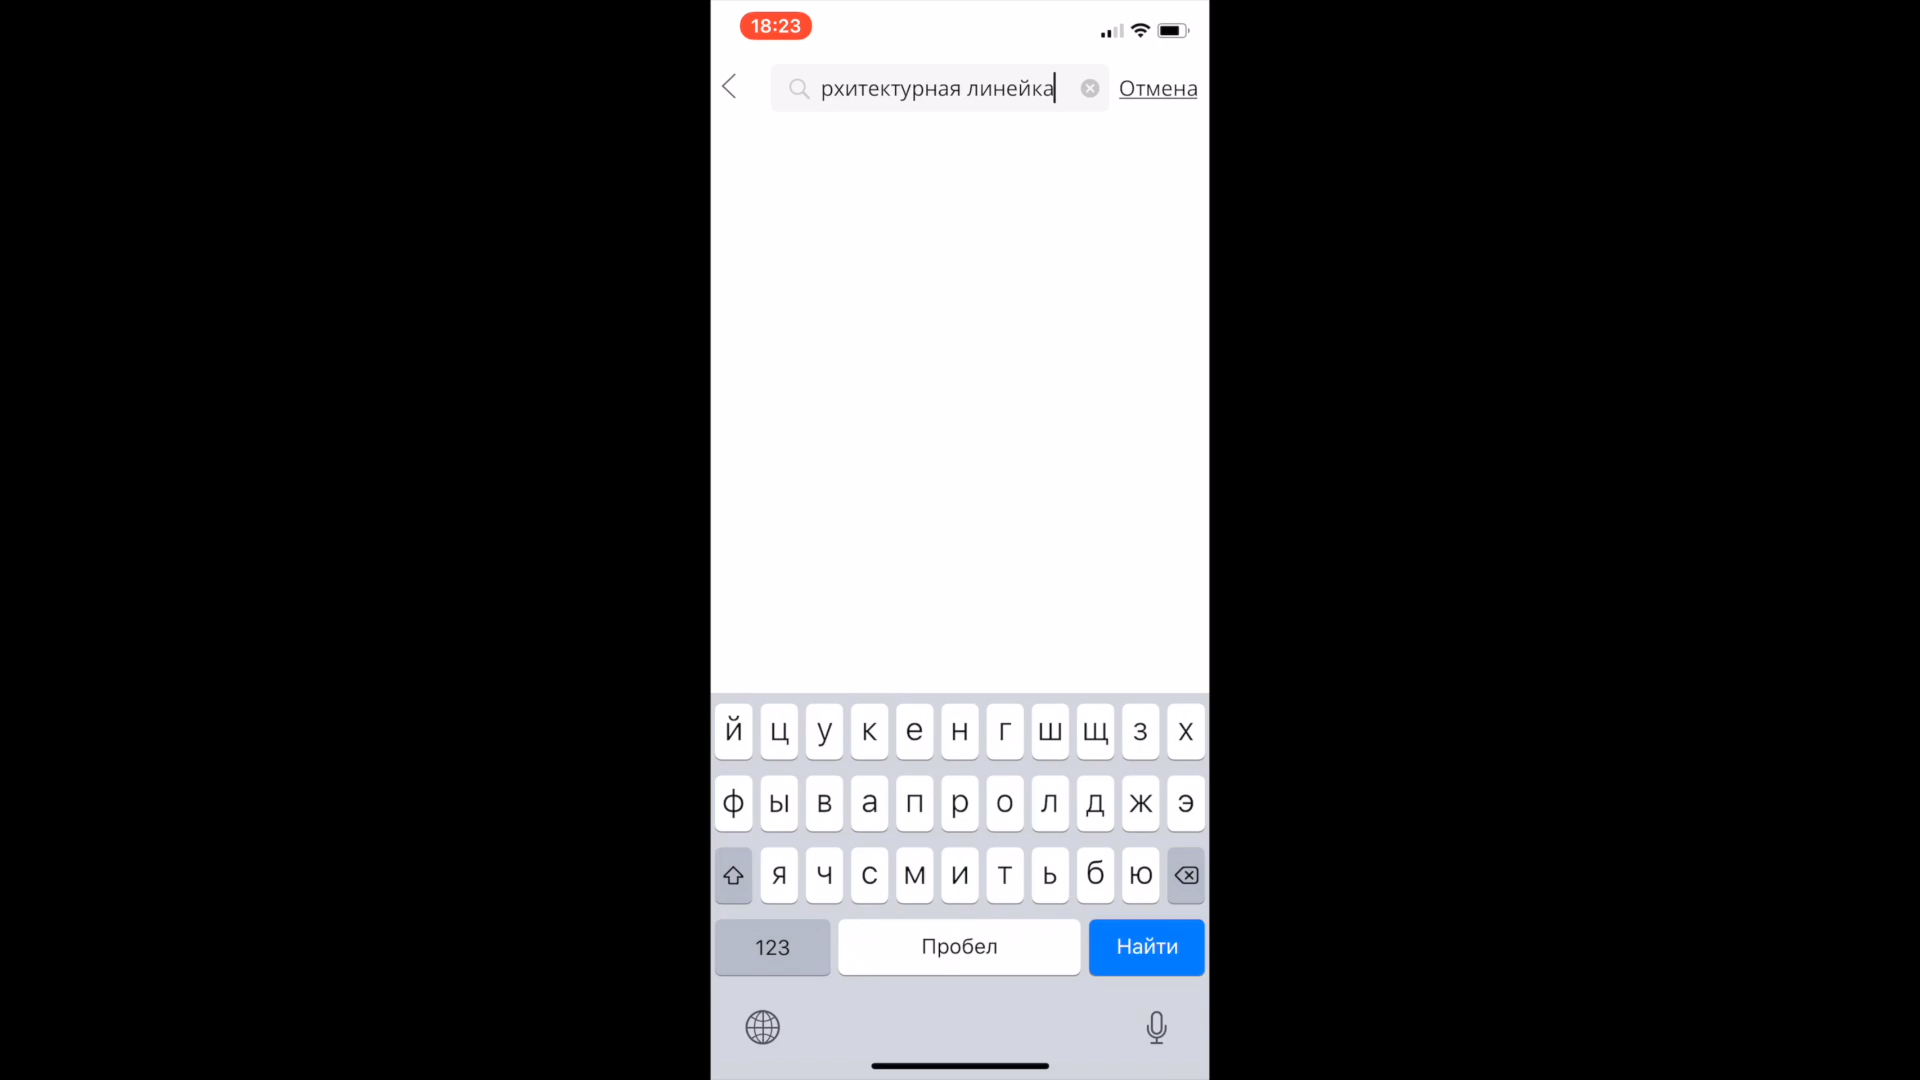 18:23
рхитектурная линейка
Отмена
й ц у к е н г ш щ з х
ф ы в а п р о л д ж э
я ч с м и т ь б ю
123 Пробел Найти